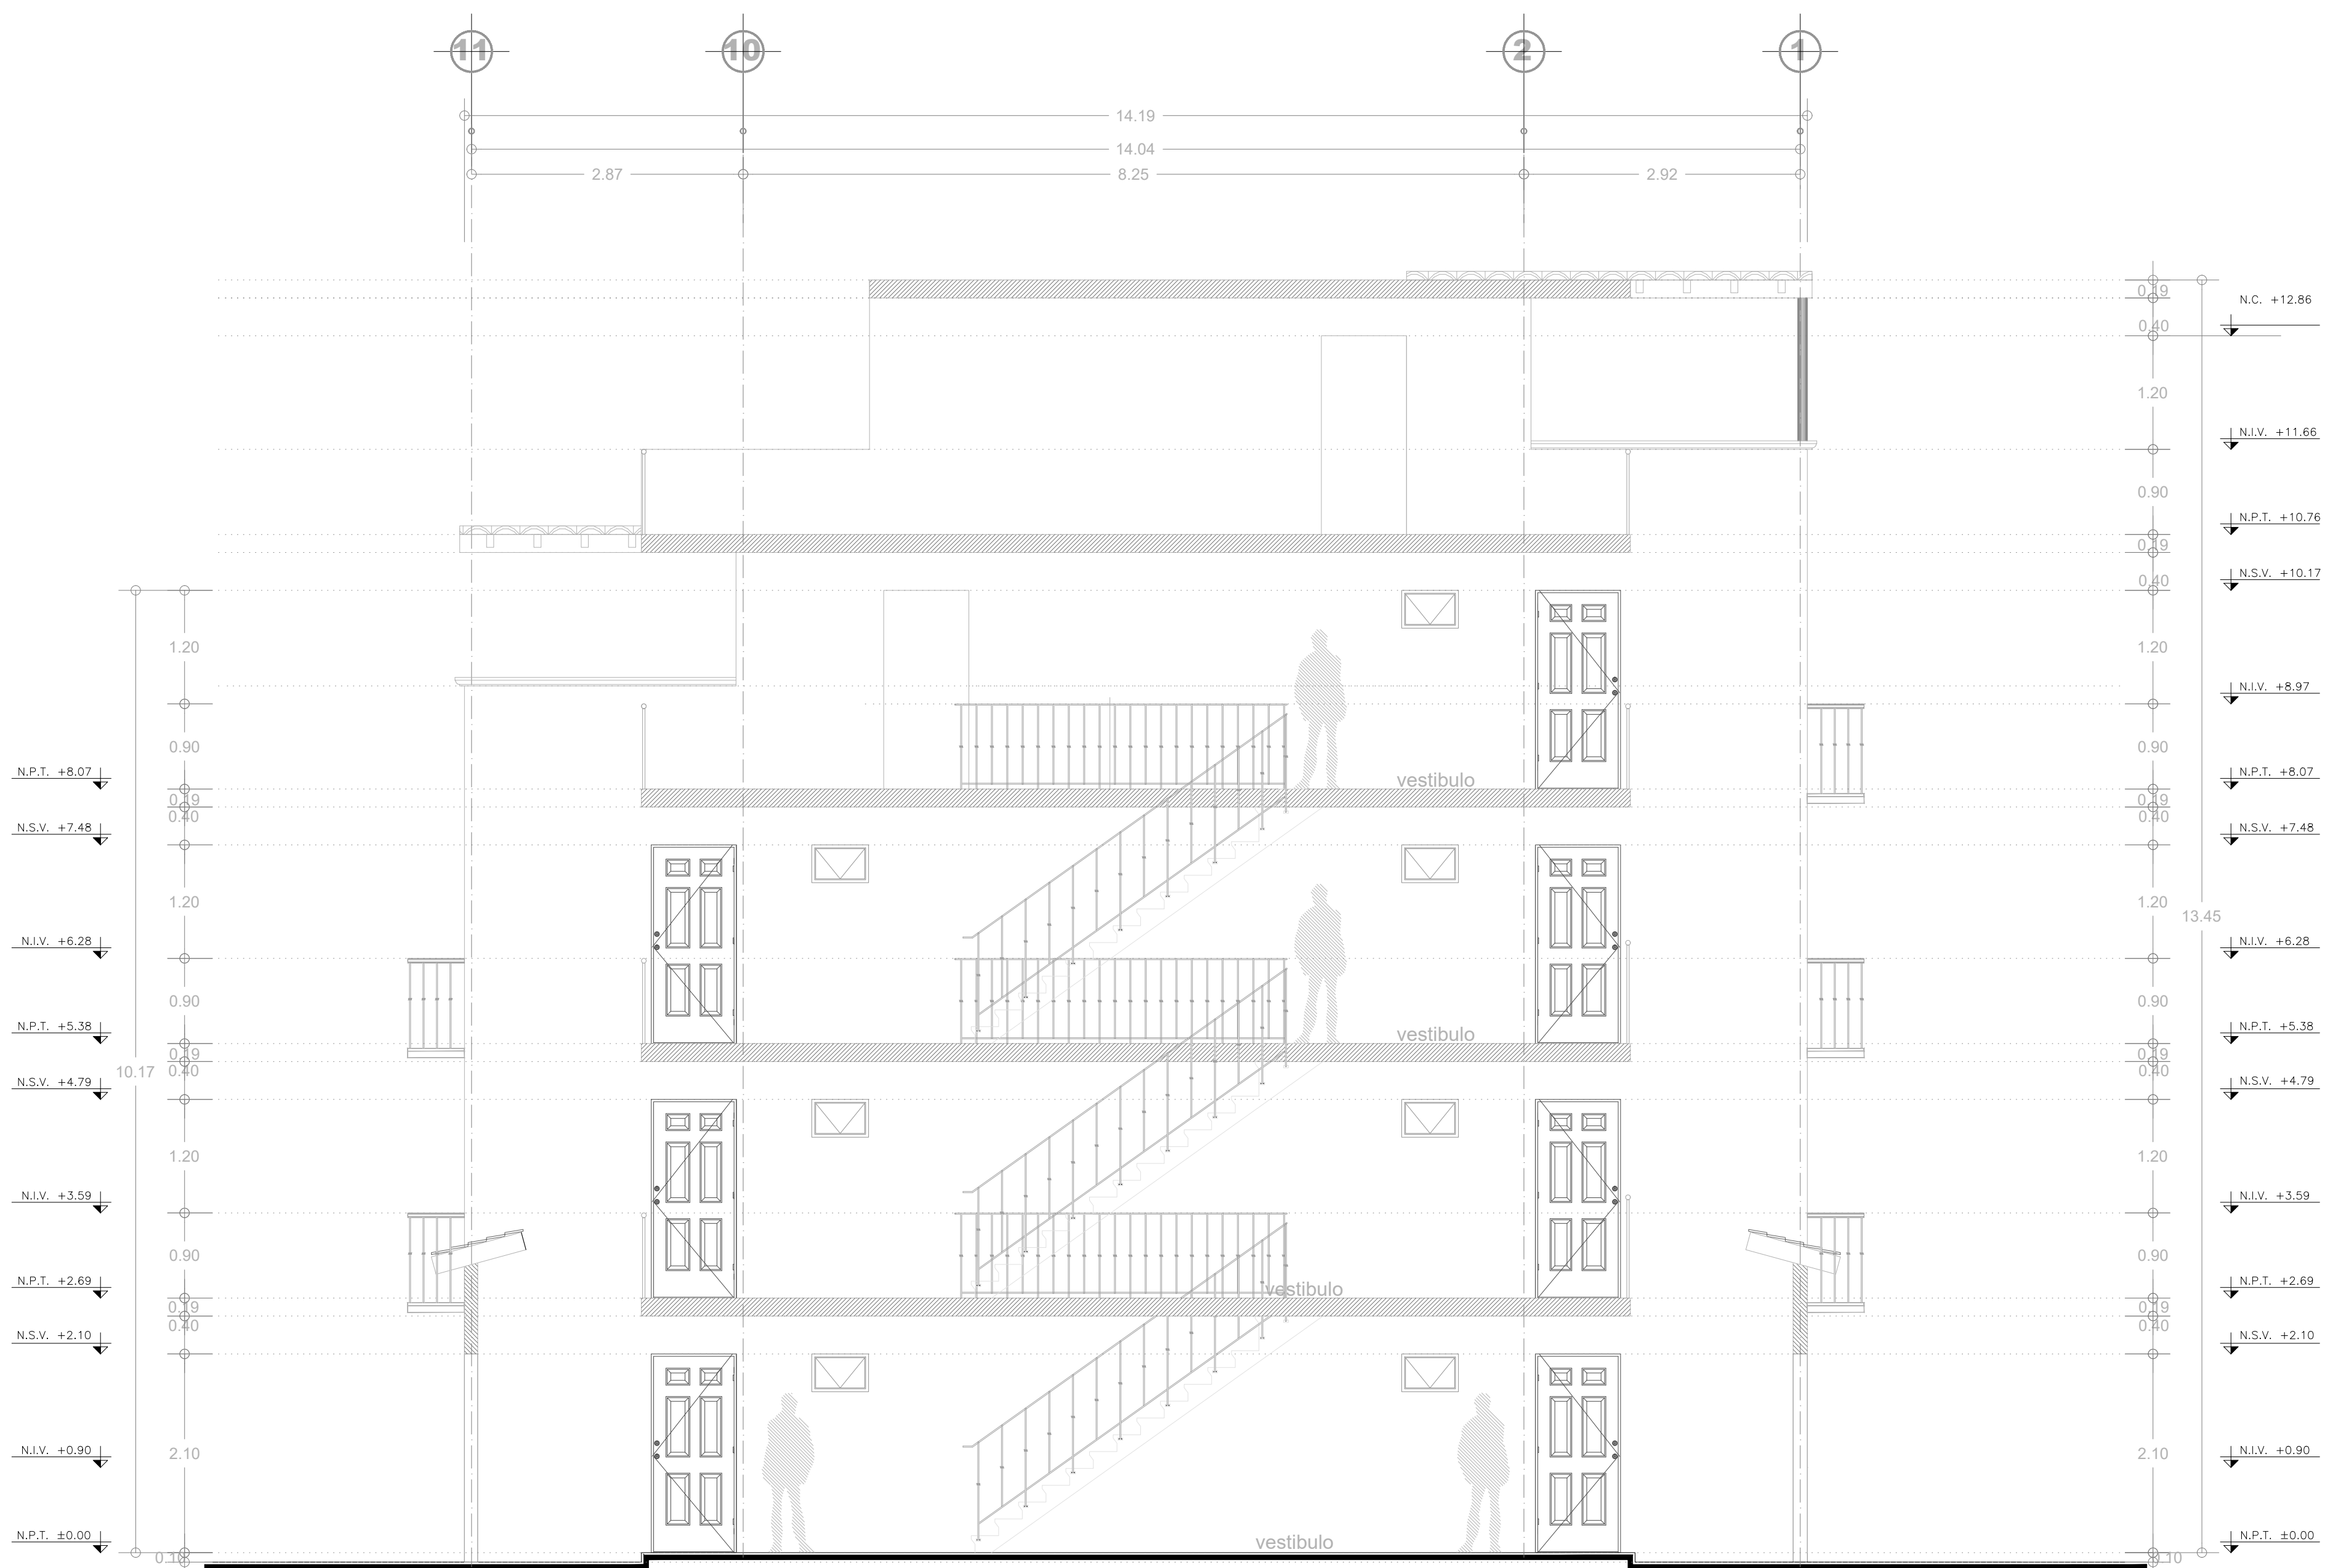 11 10 2 1
14.19
14.04
2.87 8.25 2.92
0.19
N.C. +12.86
0.40
1.20
N.I.V. +11.66
0.90
N.P.T. +10.76
0.19
N.S.V. +10.17
0.40
1.20 1.20
N.I.V. +8.97
0.90 0.90
N.P.T. +8.07 vestibulo N.P.T. +8.07
0.19 0.19
0.40 0.40
N.S.V. +7.48 N.S.V. +7.48
1.20 1.20
13.45
N.I.V. +6.28 N.I.V. +6.28
0.90 0.90
N.P.T. +5.38 vestibulo N.P.T. +5.38
0.19 0.19
10.17 0.40 0.40
N.S.V. +4.79 N.S.V. +4.79
1.20 1.20
N.I.V. +3.59 N.I.V. +3.59
0.90 0.90
N.P.T. +2.69 vestibulo N.P.T. +2.69
0.19 0.19
0.40 0.40
N.S.V. +2.10 N.S.V. +2.10
2.10 2.10
N.I.V. +0.90 N.I.V. +0.90
N.P.T. ±0.00 vestibulo N.P.T. ±0.00
0.10 0.10